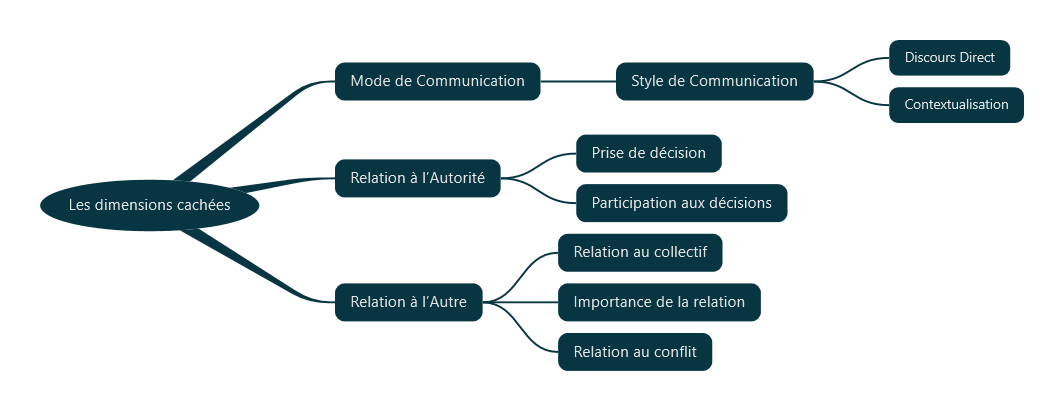 Les dimensions cachées
Mode de Communication
Style de Communication
Discours Direct
Contextualisation
Relation à l’Autorité
Prise de décision
Participation aux décisions
Relation à l’Autre
Relation au collectif
Importance de la relation
Relation au conflit